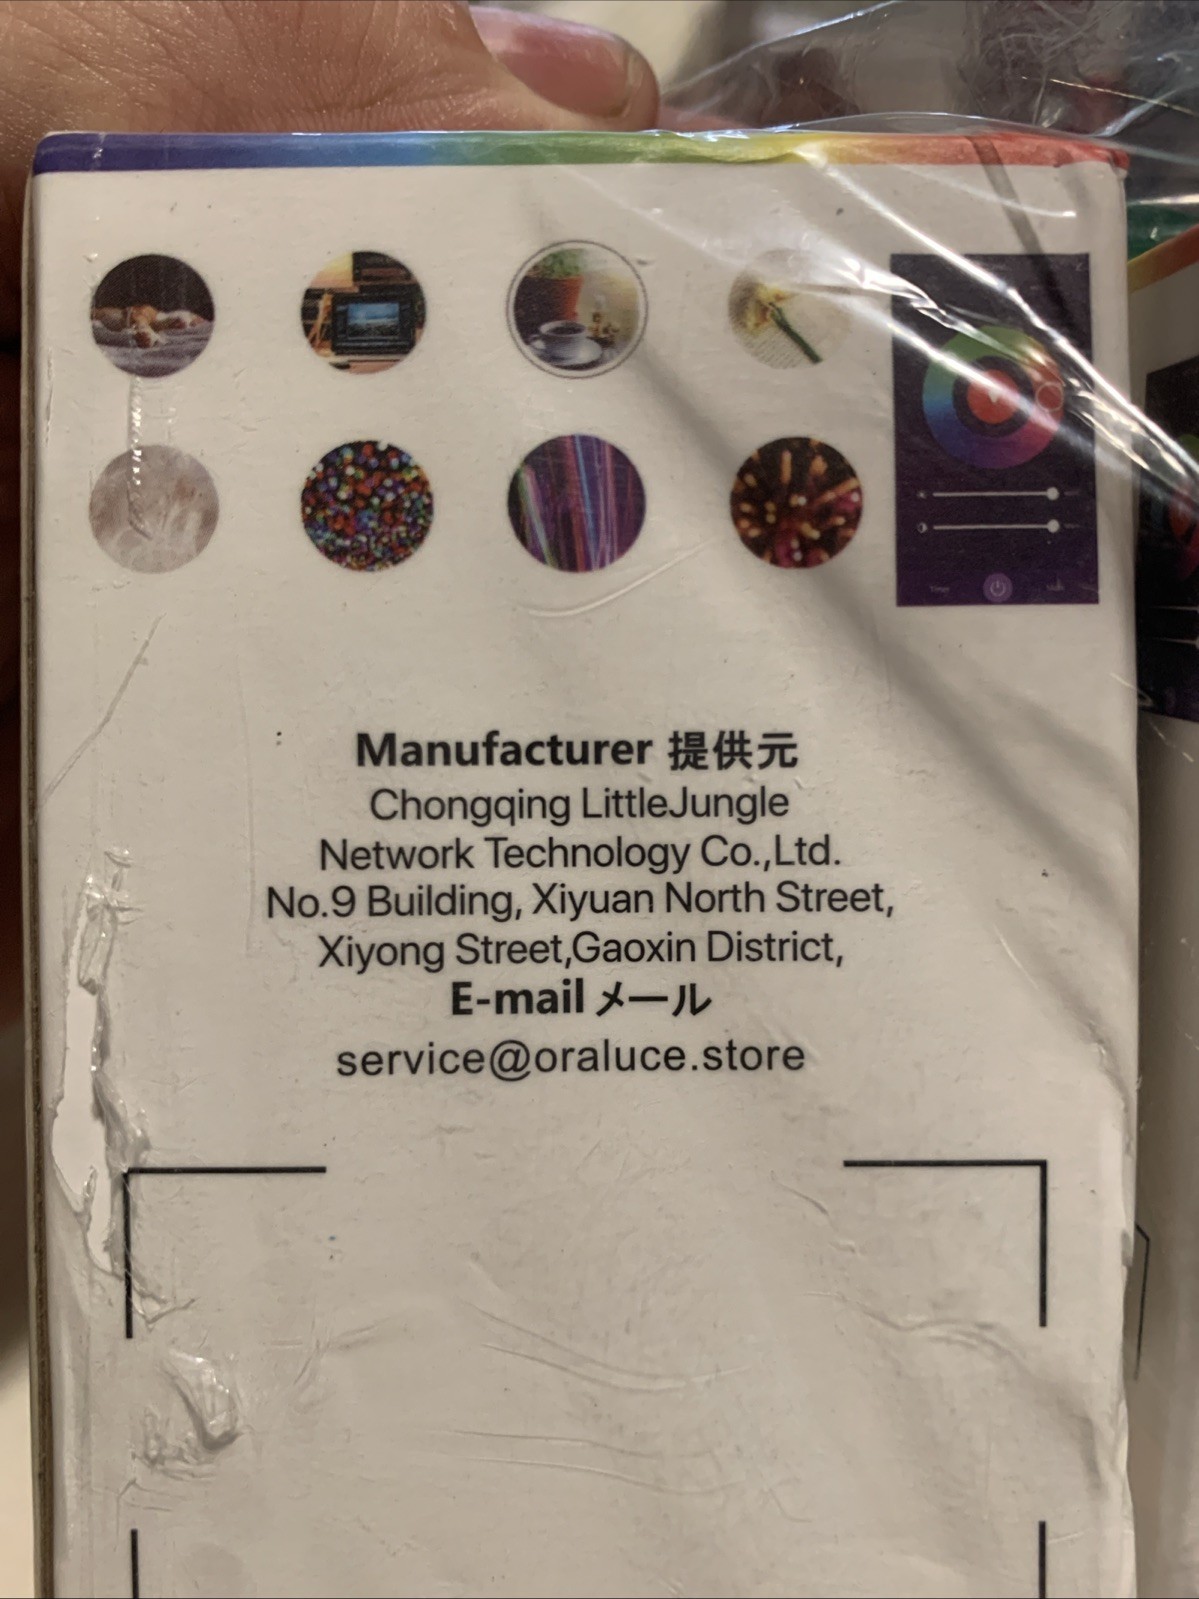 Manufacturer 提供元
Chongqing LittleJungle
Network Technology Co.,Ltd.
No.9 Building, Xiyuan North Street,
Xiyong Street,Gaoxin District,
E-mail メール
service@oraluce.store